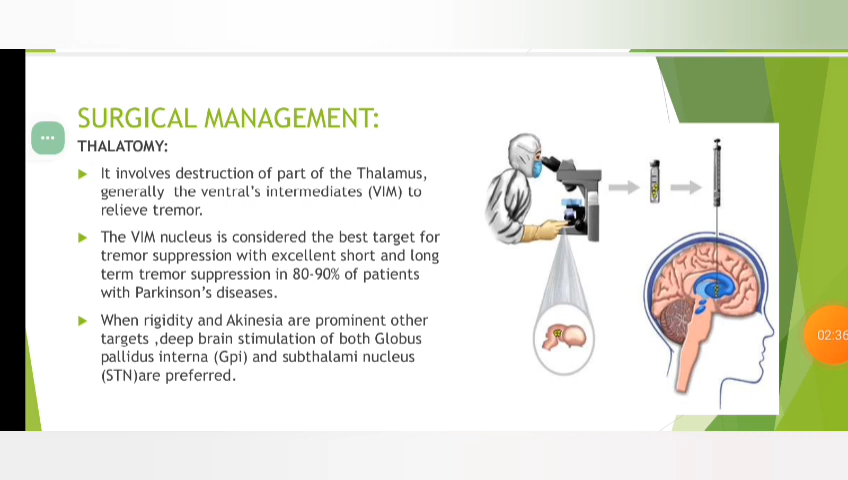 SURGICAL MANAGEMENT:
THALATOMY:
It involves destruction of part of the Thalamus,
generally the ventral's intermediates (VIM) to
relieve tremor.
The VIM nucleus is considered the best target for
tremor suppression with excellent short and long
term tremor suppression in 80-90% of patients
with Parkinson's diseases.
When rigidity and Akinesia are prominent other
targets ,deep brain stimulation of both Globus
pallidus interna (Gpi) and subthalami nucleus
(STN)are preferred.
02:36